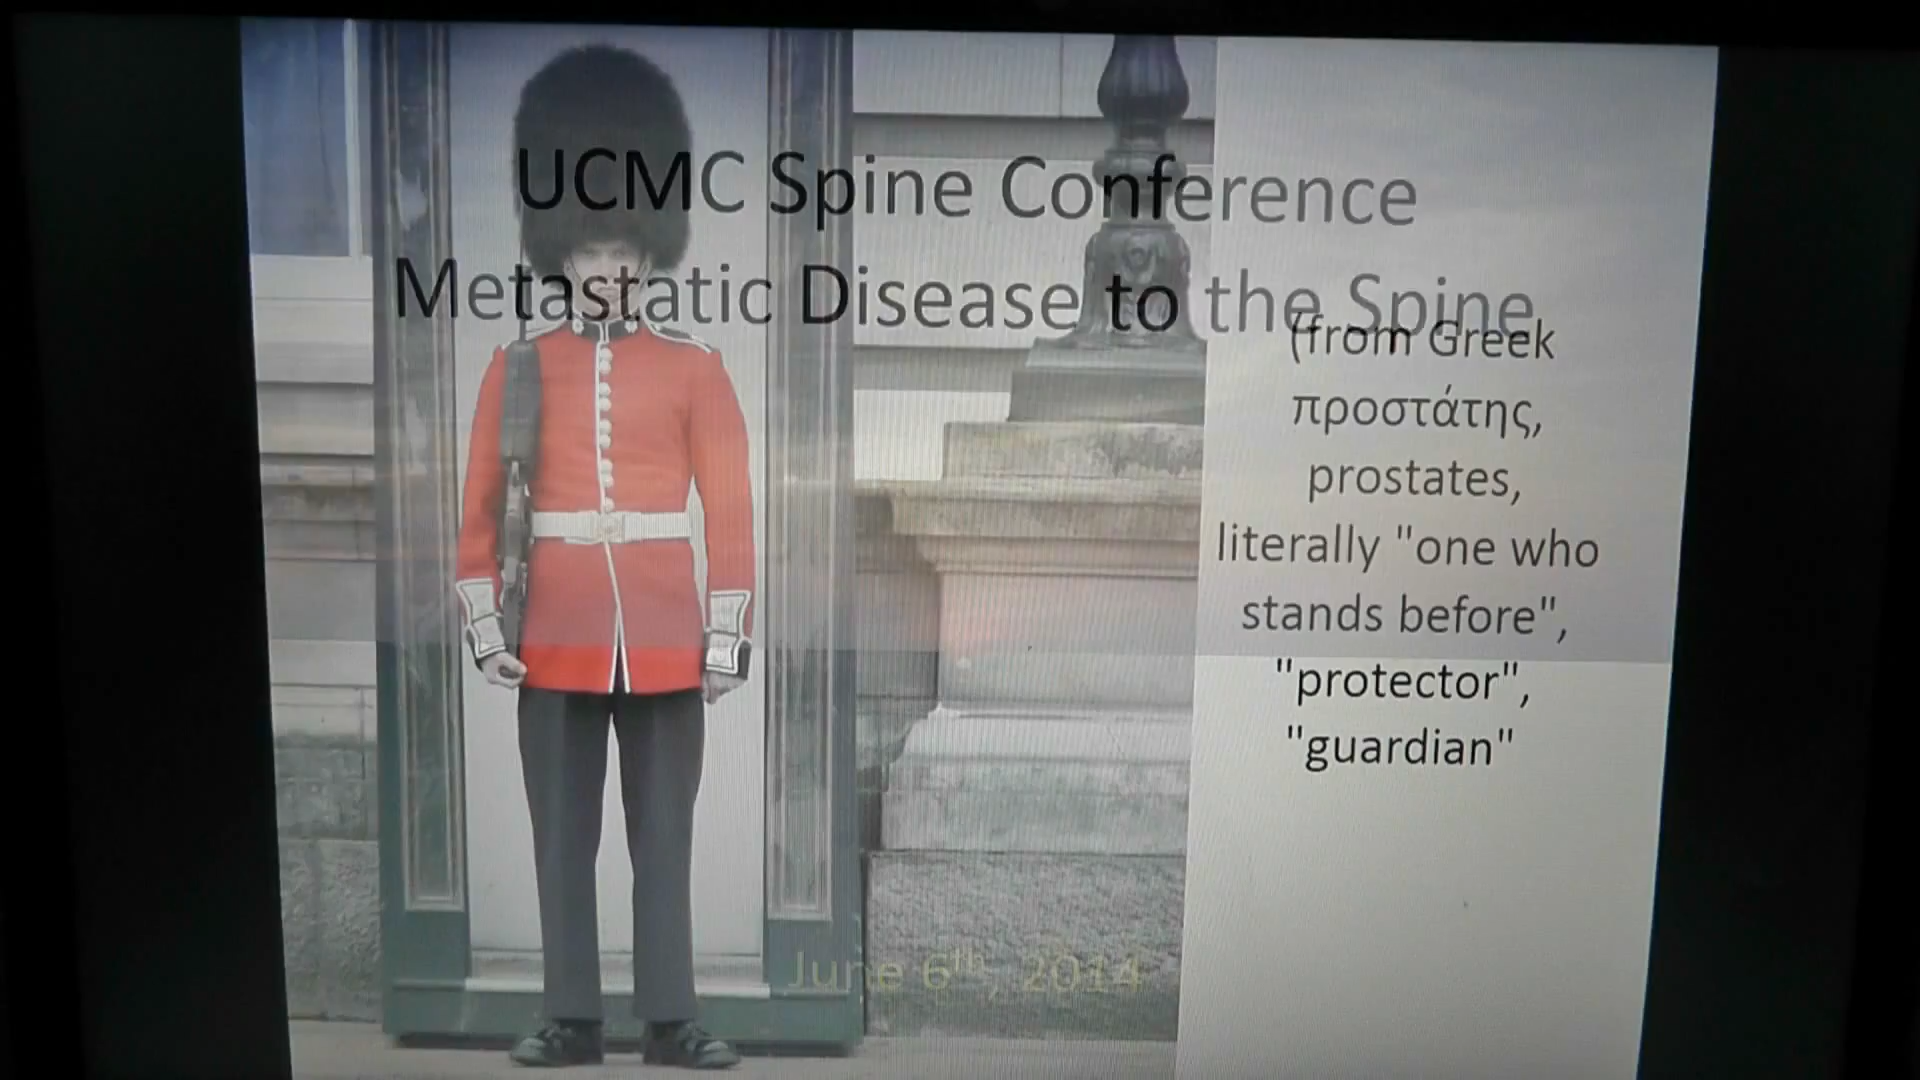 UCMC Spine Conference
Metastatic Disease to the Spine
(from Greek
προστάτης,
prostates,
literally "one who
stands before",
"protector",
"guardian"
June 6th, 2014